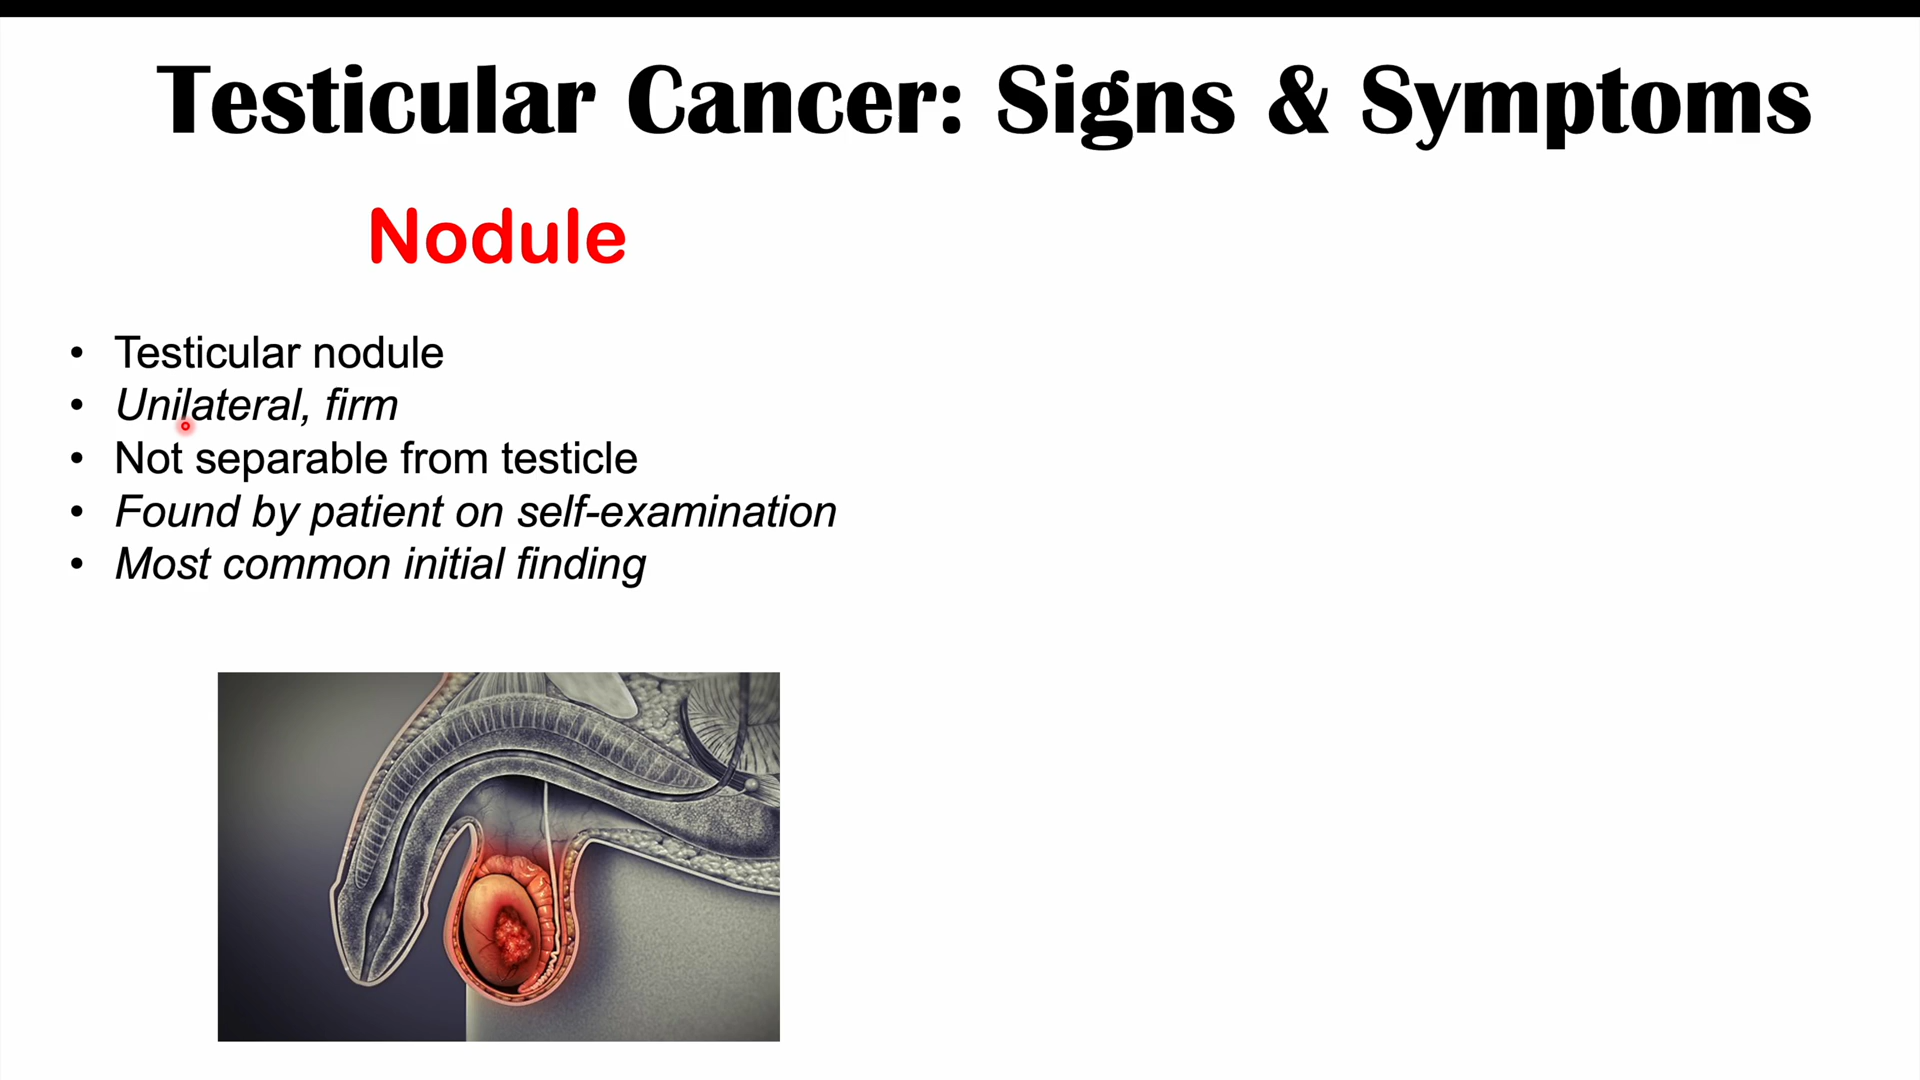 Testicular Cancer: Signs & Symptoms
Nodule
• Testicular nodule
• Unilateral, firm
• Not separable from testicle
• Found by patient on self-examination
• Most common initial finding